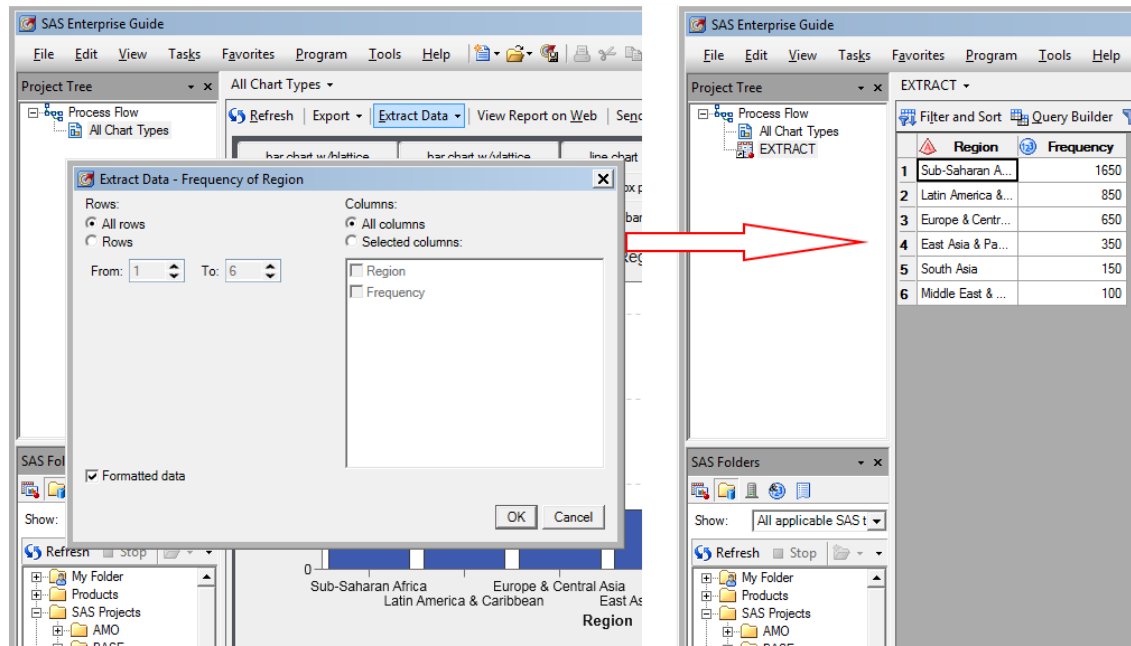 SAS Enterprise Guide
File Edit View Tasks Favorites Program Tools Help
Project Tree
Process Flow
All Chart Types
All Chart Types
Refresh Export Extract Data View Report on Web
bar chart w/hlattice bar chart w/vlattice line chart
Extract Data - Frequency of Region
Rows:
All rows
Rows
From: 1 To: 6
Columns:
All columns
Selected columns:
Region
Frequency
Formatted data
OK Cancel
SAS Fol
Show:
Refresh Stop
My Folder
Products
SAS Projects
AMO
BASE
0
Sub-Saharan Africa Europe & Central Asia
Latin America & Caribbean East As
Region
SAS Enterprise Guide
File Edit View Tasks Favorites Program Tools Help
Project Tree
Process Flow
All Chart Types
EXTRACT
EXTRACT
Filter and Sort Query Builder
Region Frequency
1 Sub-Saharan A... 1650
2 Latin America &... 850
3 Europe & Centr... 650
4 East Asia & Pa... 350
5 South Asia 150
6 Middle East & ... 100
SAS Folders
Show: All applicable SAS t
Refresh Stop
My Folder
Products
SAS Projects
AMO
BASE